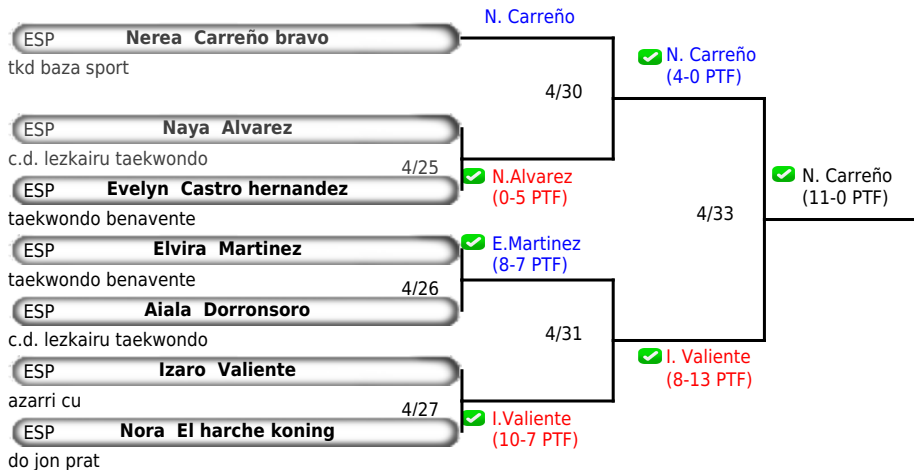 N. Carreño
ESP Nerea Carreño bravo
tkd baza sport
N. Carreño
(4-0 PTF)
4/30
ESP Naya Alvarez
c.d. lezkairu taekwondo
4/25
N.Alvarez
(0-5 PTF)
N. Carreño
(11-0 PTF)
ESP Evelyn Castro hernandez
taekwondo benavente
4/33
ESP Elvira Martinez
taekwondo benavente
E.Martinez
(8-7 PTF)
4/26
ESP Aiala Dorronsoro
c.d. lezkairu taekwondo
4/31
I. Valiente
(8-13 PTF)
ESP Izaro Valiente
azarri cu
4/27
I.Valiente
(10-7 PTF)
ESP Nora El harche koning
do jon prat